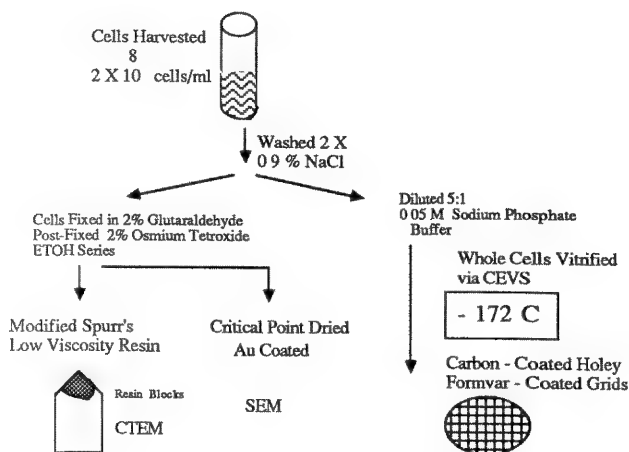 Cells Harvested
8
2 X 10 cells/ml
Washed 2 X
0 9 % NaCl
Cells Fixed in 2% Glutaraldehyde
Post-Fixed 2% Osmium Tetroxide
ETOH Series
Diluted 5:1
0 05 M Sodium Phosphate
Buffer
Whole Cells Vitrified
via CEVS
- 172 C
Modified Spurr's
Low Viscosity Resin
Critical Point Dried
Au Coated
Carbon - Coated Holey
Formvar - Coated Grids
Resin Blocks
CTEM
SEM